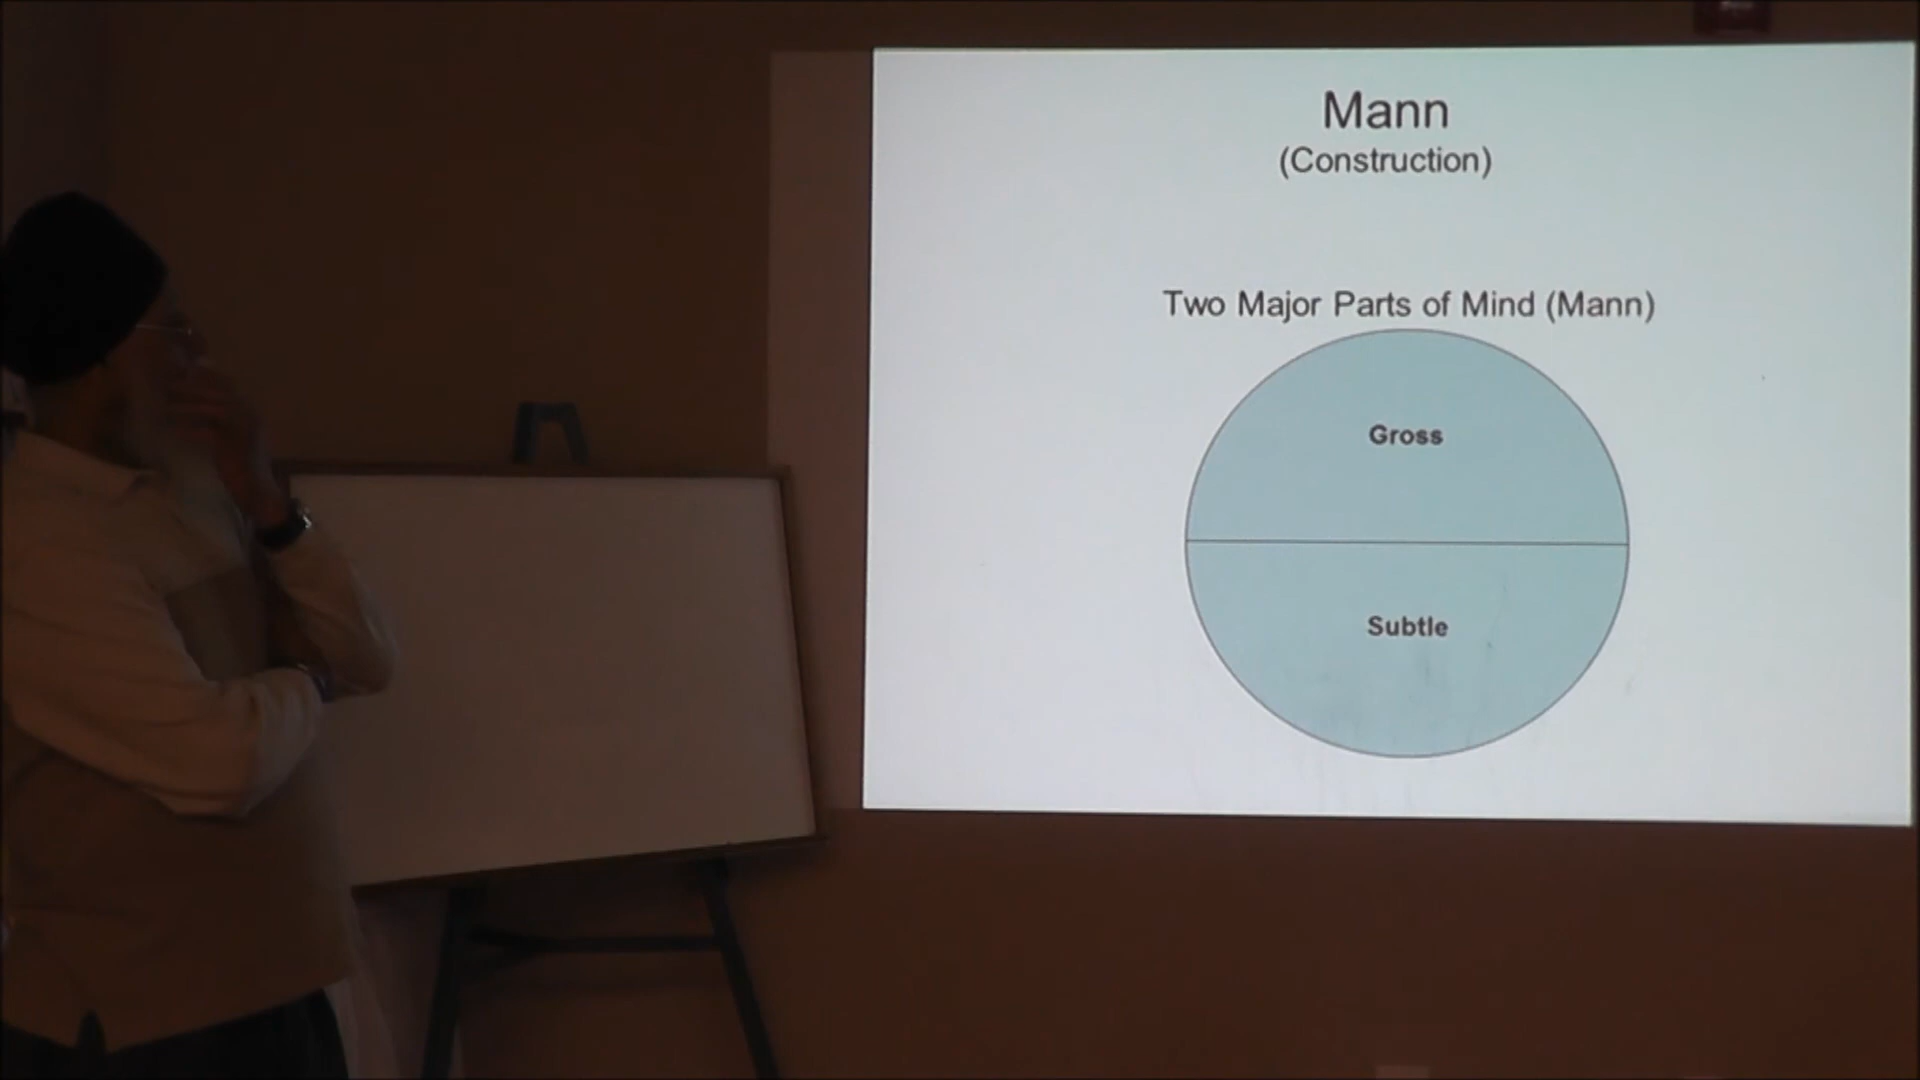 Mann
(Construction)
Two Major Parts of Mind (Mann)
Gross
Subtle